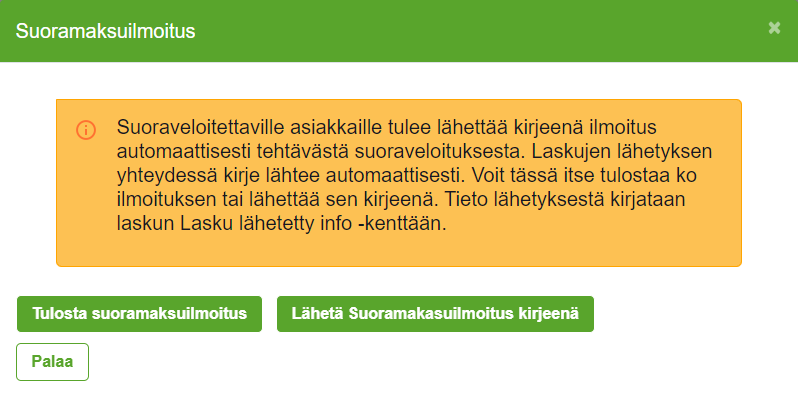 Suoramaksuilmoitus
Suoraveloitettaville asiakkaille tulee lähettää kirjeenä ilmoitus
automaattisesti tehtävästä suoraveloituksesta. Laskujen lähetyksen
yhteydessä kirje lähtee automaattisesti. Voit tässä itse tulostaa ko
ilmoituksen tai lähettää sen kirjeenä. Tieto lähetyksestä kirjataan
laskun Lasku lähetetty info -kenttään.
Tulosta suoramaksuilmoitus Lähetä Suoramakasuilmoitus kirjeenä
Palaa